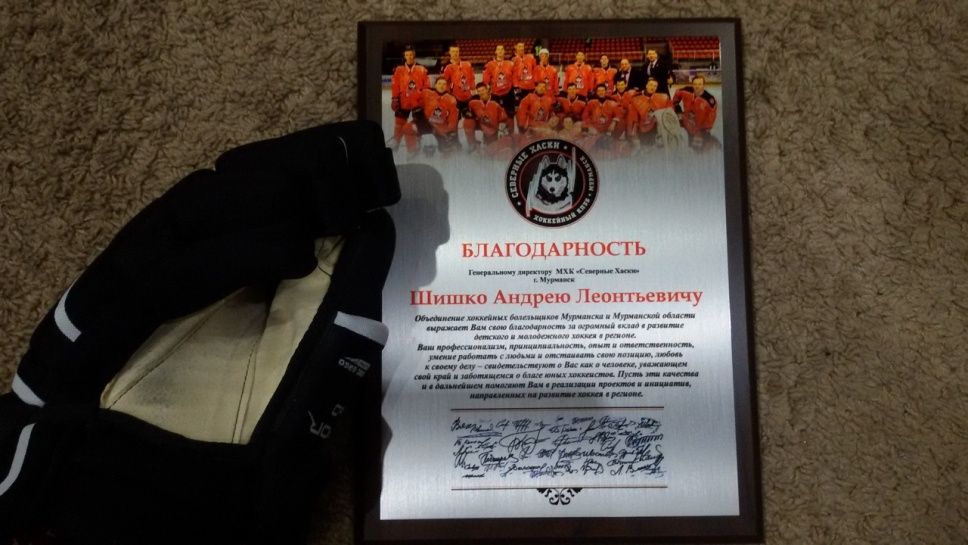 СЕВЕРНЫЕ ХАСКИ • МУРМАНСК
ХОККЕЙНЫЙ КЛУБ
БЛАГОДАРНОСТЬ
Генеральному директору МХК «Северные Хаски»
г. Мурманск
Шишко Андрею Леонтьевичу
Объединение хоккейных болельщиков Мурманска и Мурманской области
выражает Вам свою благодарность за огромный вклад в развитие
детского и молодежного хоккея в регионе.
Ваш профессионализм, принципиальность, опыт и ответственность,
умение работать с людьми и отстаивать свою позицию, любовь
к своему делу – свидетельствуют о Вас как о человеке, уважающем
свой край и заботящемся о благе юных хоккеистов. Пусть эти качества
и в дальнейшем помогают Вам в реализации проектов и инициатив,
направленных на развитие хоккея в регионе.